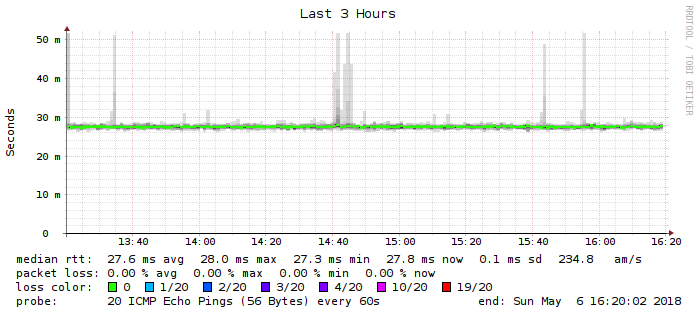 Last 3 Hours
RRDTOOL / TOBI OETIKER
Seconds
50 m
40 m
30 m
20 m
10 m
0
13:40 14:00 14:20 14:40 15:00 15:20 15:40 16:00 16:20
median rtt: 27.6 ms avg 28.0 ms max 27.3 ms min 27.8 ms now 0.1 ms sd 234.8 am/s
packet loss: 0.00 % avg 0.00 % max 0.00 % min 0.00 % now
loss color: 0 1/20 2/20 3/20 4/20 10/20 19/20
probe: 20 ICMP Echo Pings (56 Bytes) every 60s end: Sun May 6 16:20:02 2018